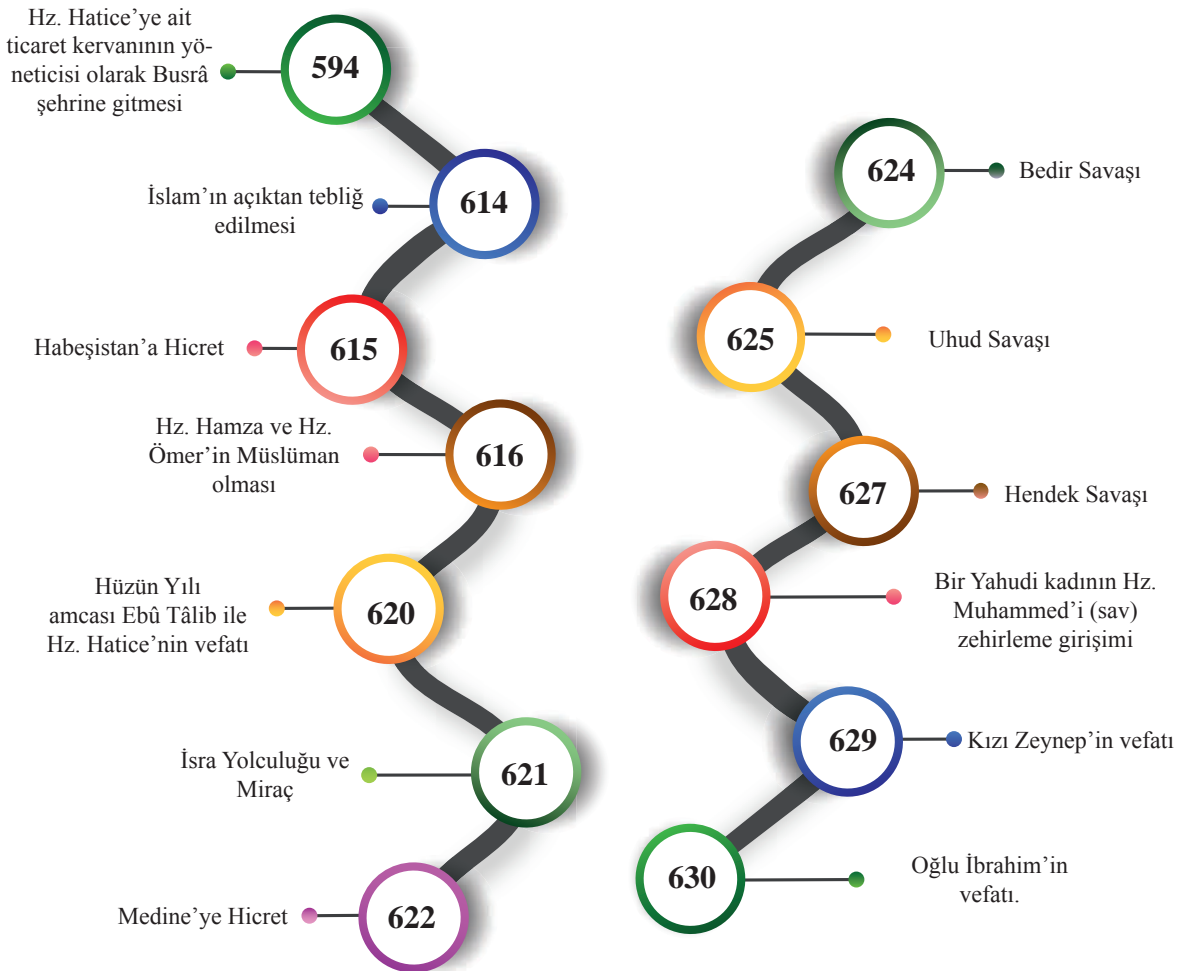 Hz. Hatice’ye ait
ticaret kervanının yö-
neticisi olarak Busrâ
şehrine gitmesi
594
İslam’ın açıktan tebliğ
edilmesi
614
Habeşistan’a Hicret
615
Hz. Hamza ve Hz.
Ömer’in Müslüman
olması
616
Hüzün Yılı
amcası Ebû Tâlib ile
Hz. Hatice’nin vefatı
620
İsra Yolculuğu ve
Miraç
621
Medine’ye Hicret
622
624
Bedir Savaşı
625
Uhud Savaşı
627
Hendek Savaşı
628
Bir Yahudi kadının Hz.
Muhammed’i (sav)
zehirleme girişimi
629
Kızı Zeynep’in vefatı
630
Oğlu İbrahim’in
vefatı.